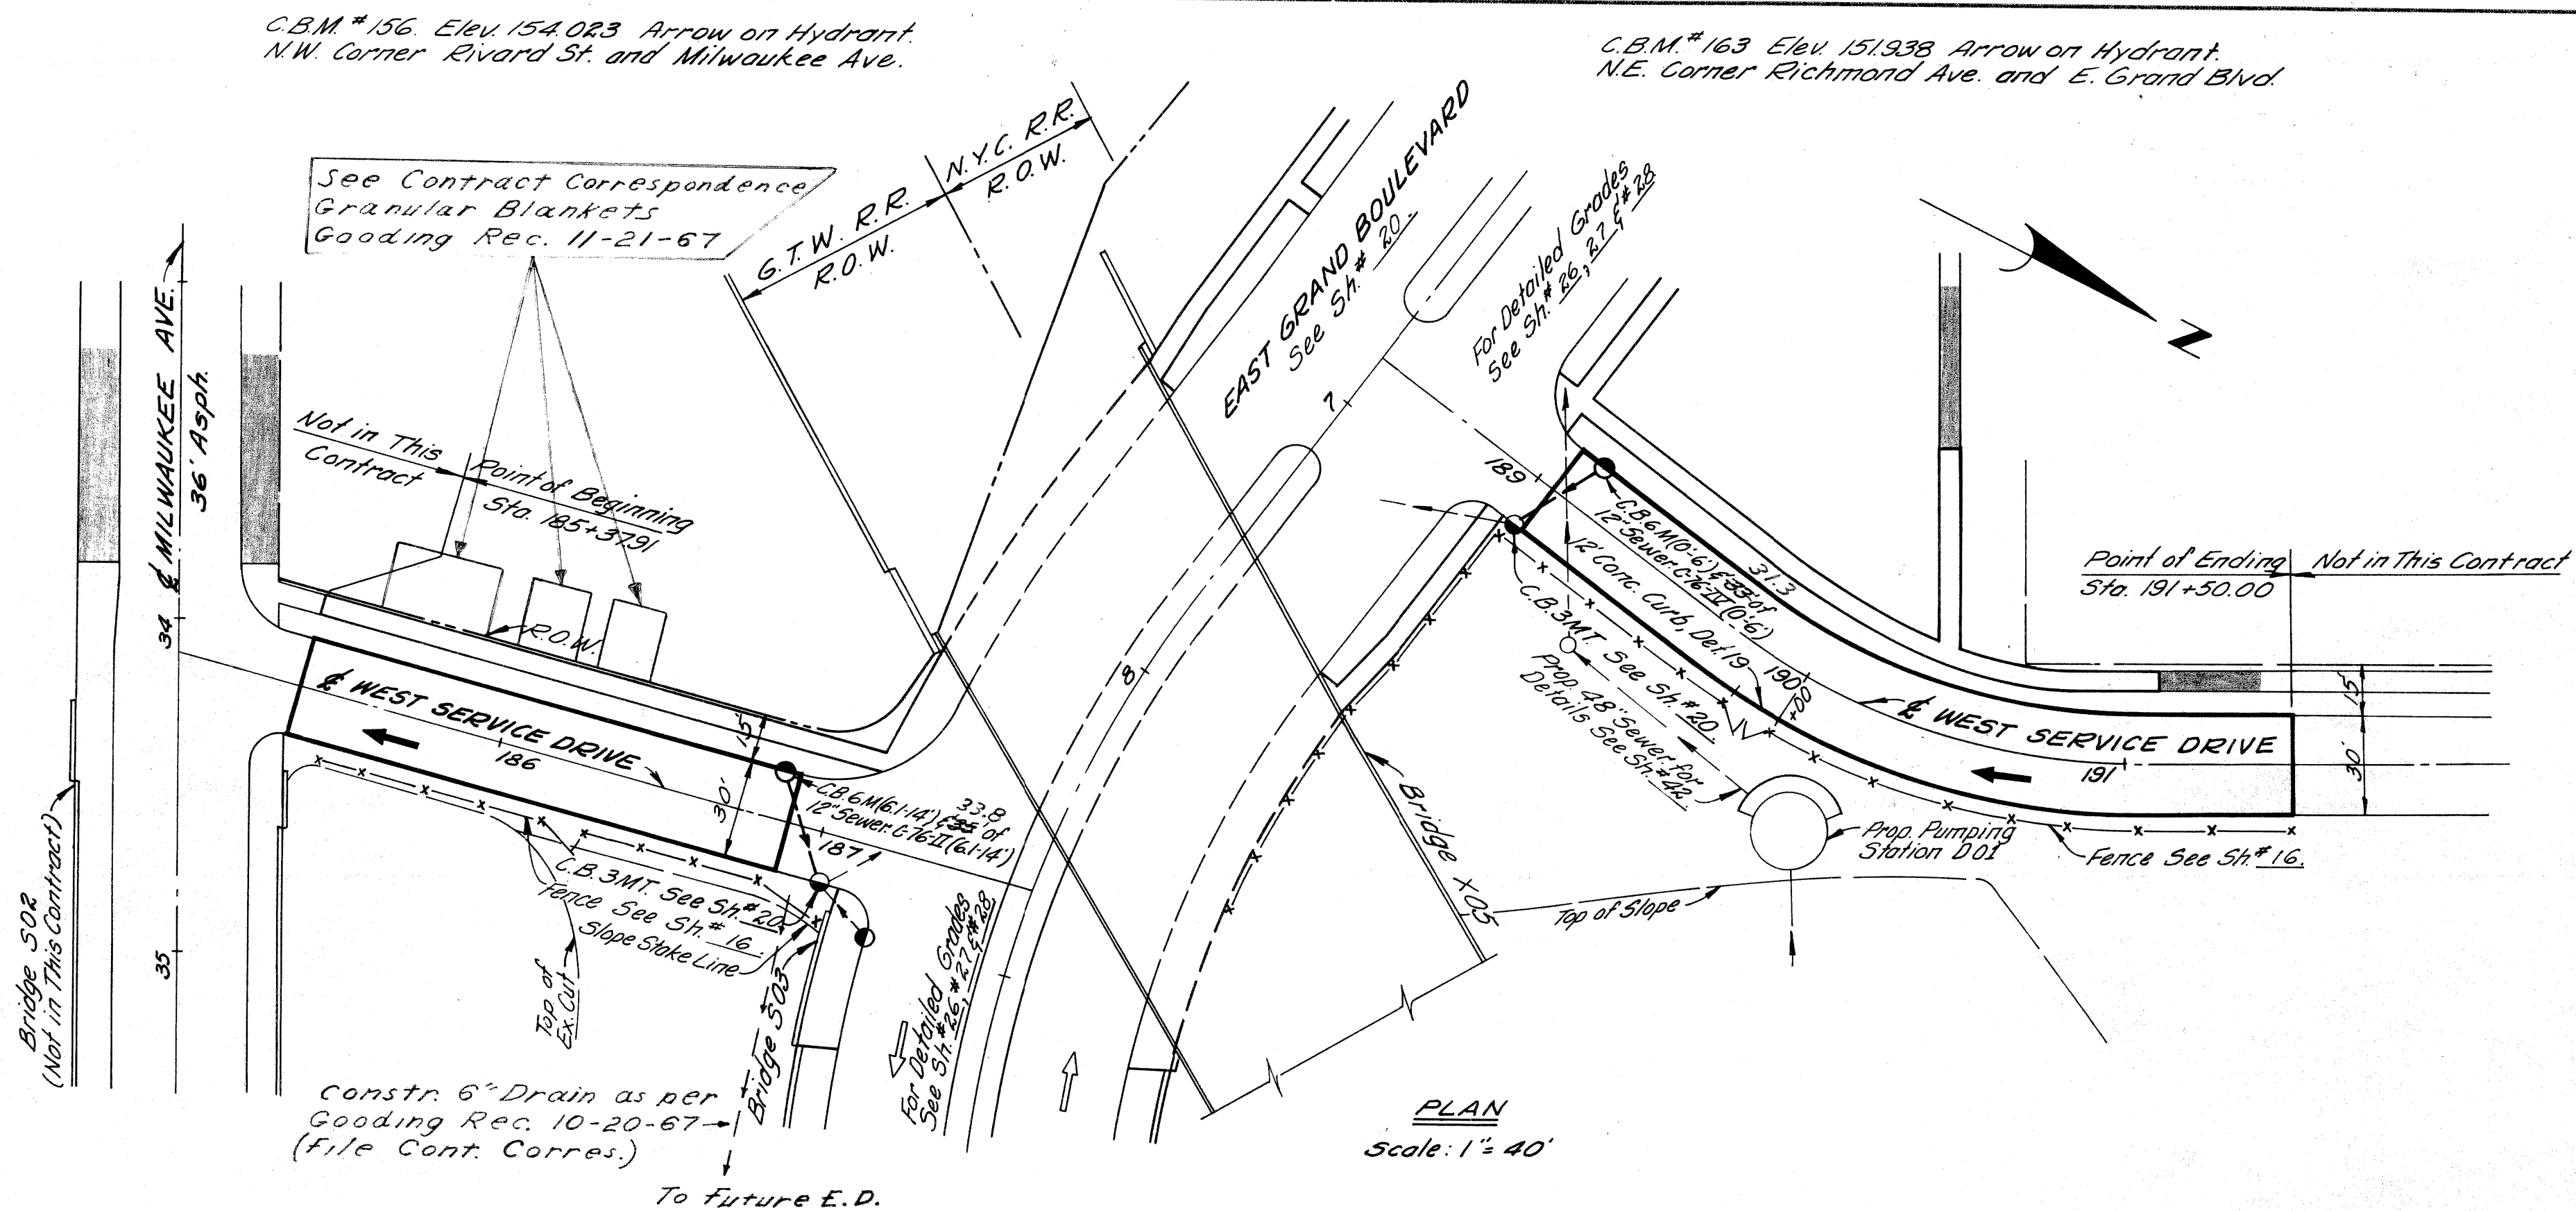 C.B.M. #156. Elev. 154.023 Arrow on Hydrant.
N.W. Corner Rivard St. and Milwaukee Ave.
C.B.M. #163 Elev. 151.938 Arrow on Hydrant.
N.E. Corner Richmond Ave. and E. Grand Blvd.
See Contract Correspondence
Granular Blankets
Gooding Rec. 11-21-67
G.T.W. R.R.
R.O.W.
N.Y.C. R.R.
R.O.W.
EAST GRAND BOULEVARD
See Sh. # 20.
For Detailed Grades
See Sh. # 26, 27 & #28
N
℄ MILWAUKEE AVE.
36' Asph.
34
35
Not in This
Contract
Point of Beginning
Sta. 185+37.91
R.O.W.
℄ WEST SERVICE DRIVE
186
187
15'
30'
C.B. 6M (6.1-14') & 35 of
33.8
12" Sewer. C-76-II (6.1-14')
C.B. 3MT. See Sh. # 20
Fence See Sh. # 16.
Slope Stake Line
Top of
Ex. Cut
Bridge S03
Bridge S02
(Not in This Contract)
Constr. 6" Drain as per
Gooding Rec. 10-20-67
(File Cont. Corres.)
To Future E.D.
For Detailed Grades
See Sh. #26 #27, & #28
7
8
189
C.B. 6M (0'-6') & 33' of
31.3
12" Sewer. C-76-IV (0'-6')
12' Conc. Curb, Det. 19
C.B. 3MT. See Sh. #20.
Prop. 48" Sewer for
Details See Sh. #42.
190
+00
℄ WEST SERVICE DRIVE
191
15'
30'
Point of Ending
Sta. 191+50.00
Not in This Contract
Prop. Pumping
Station D01
Fence See Sh. # 16.
Top of Slope
Bridge X05
PLAN
Scale: 1" = 40'